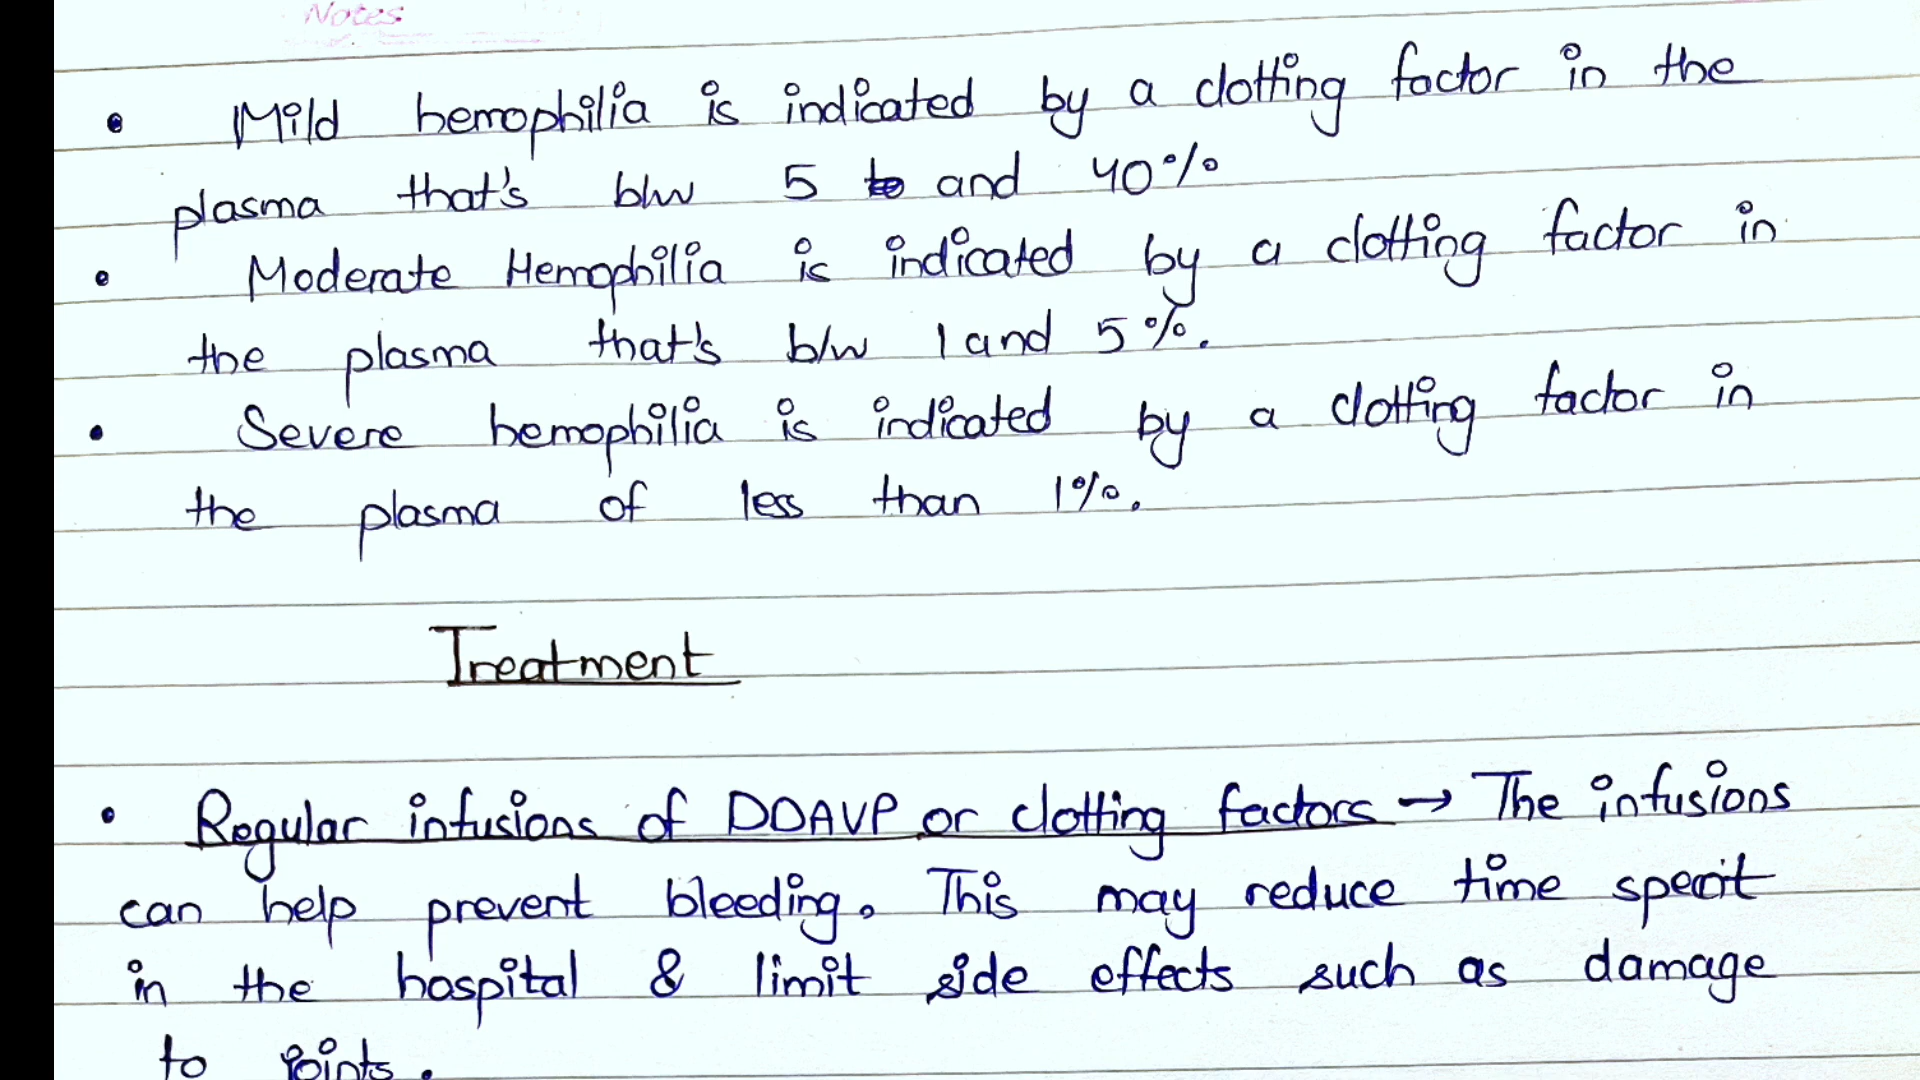 Notes
• Mild hemophilia is indicated by a clotting factor in the
plasma that's b/w 5 to and 40%
• Moderate Hemophilia is indicated by a clotting factor in
the plasma that's b/w 1 and 5%.
• Severe hemophilia is indicated by a clotting factor in
the plasma of less than 1%.
Treatment
• Regular infusions of DDAVP or clotting factors → The infusions
can help prevent bleeding. This may reduce time spent
in the hospital & limit side effects such as damage
to joints.